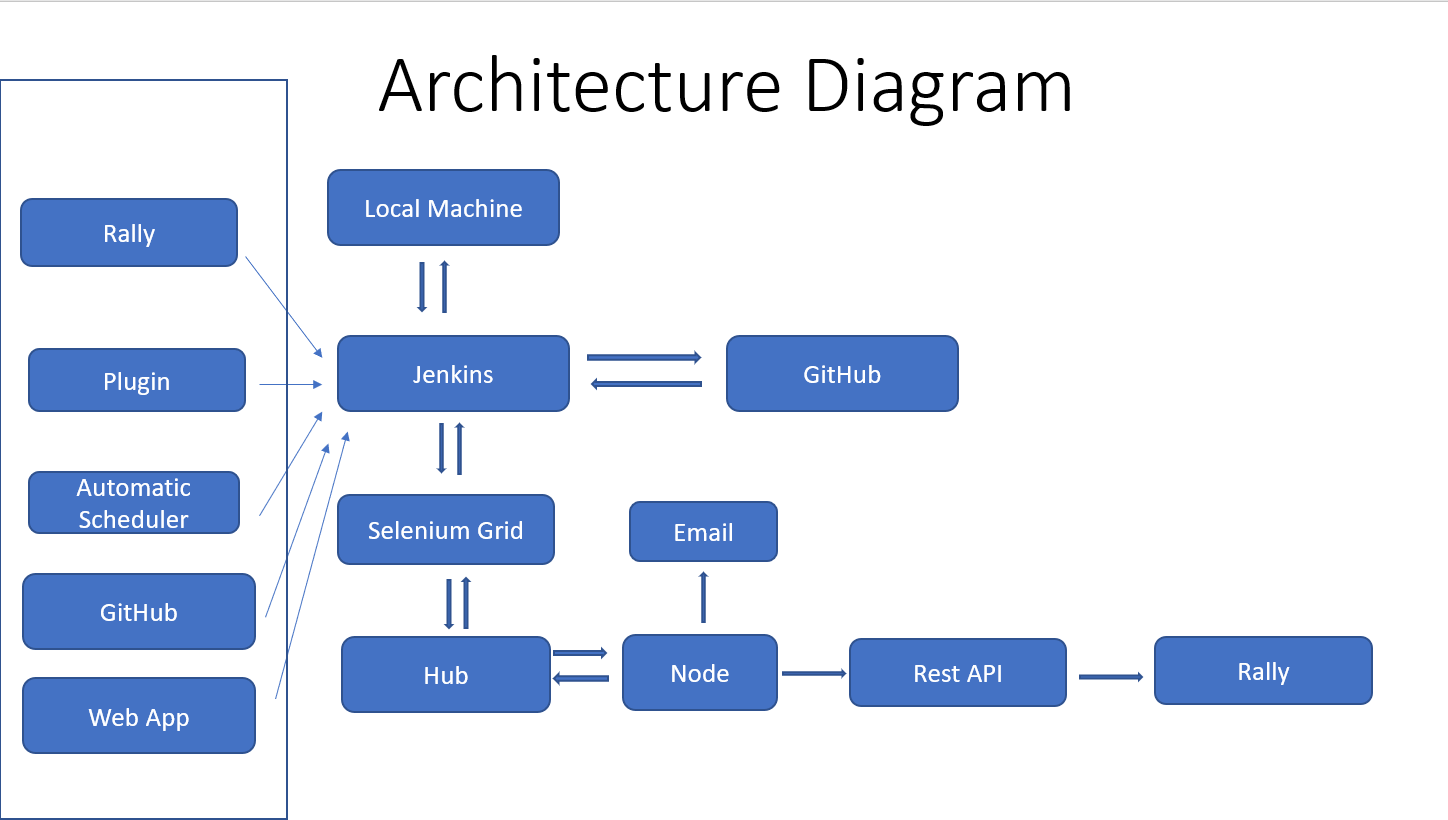 Architecture Diagram
Local Machine
Rally
Plugin
Jenkins
GitHub
Automatic
Scheduler
Selenium Grid
Email
GitHub
Hub
Node
Rest API
Rally
Web App